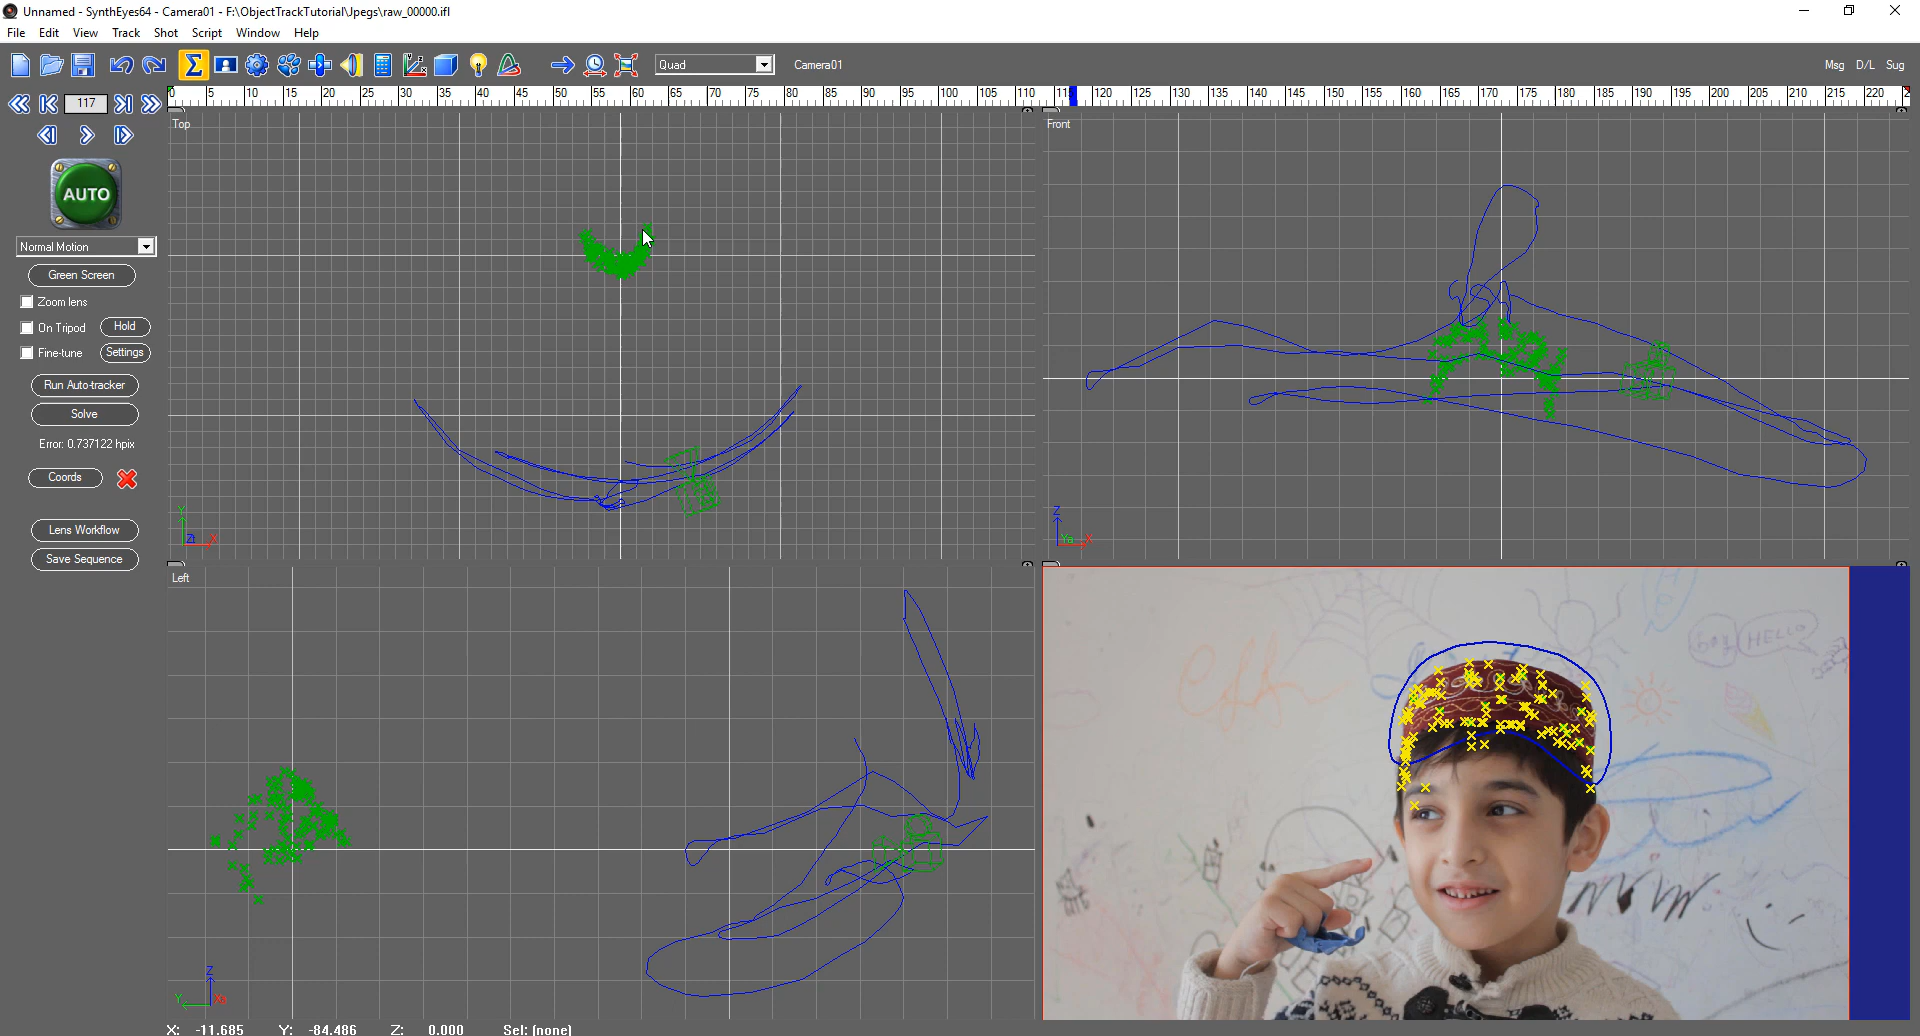 Unnamed - SynthEyes64 - Camera01 - F:\ObjectTrackTutorial\Jpegs\raw_00000.ifl
File Edit View Track Shot Script Window Help
Quad Camera01 Msg D/L Sug
117 0 5 10 15 20 25 30 35 40 45 50 55 60 65 70 75 80 85 90 95 100 105 110 115 120 125 130 135 140 145 150 155 160 165 170 175 180 185 190 195 200 205 210 215 220
Top Front
AUTO
Normal Motion
Green Screen
Zoom lens
On Tripod Hold
Fine-tune Settings
Run Auto-tracker
Solve
Error: 0.737122 hpix
Coords
Lens Workflow
Save Sequence
Y X
Z X
Left
HELLO
Z
Y
X: -11.685 Y: -84.486 Z: 0.000 Sel: (none)